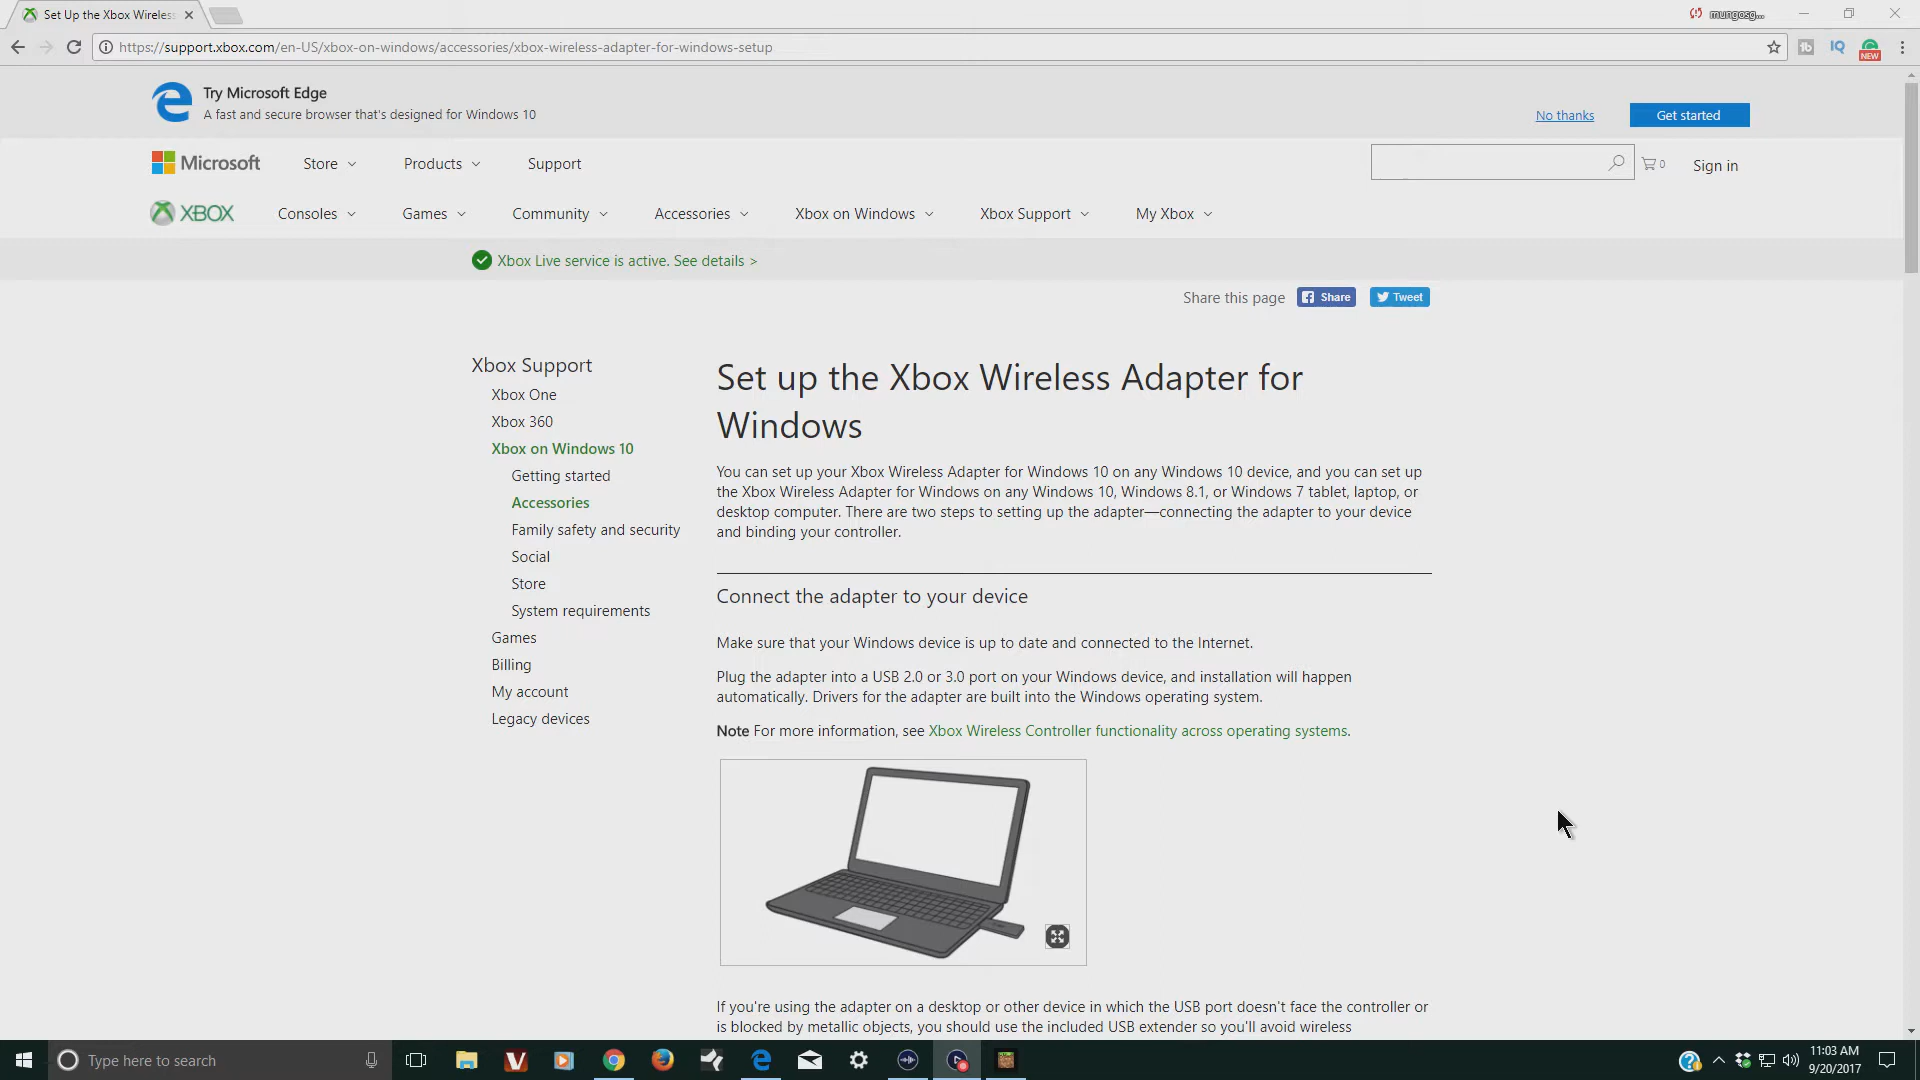 Set Up the Xbox Wireles
mungosg...
https://support.xbox.com/en-US/xbox-on-windows/accessories/xbox-wireless-adapter-for-windows-setup
IQ
NEW
Try Microsoft Edge
A fast and secure browser that's designed for Windows 10
No thanks
Get started
Microsoft
Store
Products
Support
0
Sign in
XBOX
Consoles
Games
Community
Accessories
Xbox on Windows
Xbox Support
My Xbox
Xbox Live service is active. See details >
Share this page
Share
Tweet
Xbox Support
Xbox One
Xbox 360
Xbox on Windows 10
Getting started
Accessories
Family safety and security
Social
Store
System requirements
Games
Billing
My account
Legacy devices
Set up the Xbox Wireless Adapter for
Windows
You can set up your Xbox Wireless Adapter for Windows 10 on any Windows 10 device, and you can set up
the Xbox Wireless Adapter for Windows on any Windows 10, Windows 8.1, or Windows 7 tablet, laptop, or
desktop computer. There are two steps to setting up the adapter—connecting the adapter to your device
and binding your controller.
Connect the adapter to your device
Make sure that your Windows device is up to date and connected to the Internet.
Plug the adapter into a USB 2.0 or 3.0 port on your Windows device, and installation will happen
automatically. Drivers for the adapter are built into the Windows operating system.
Note For more information, see Xbox Wireless Controller functionality across operating systems.
If you're using the adapter on a desktop or other device in which the USB port doesn't face the controller or
is blocked by metallic objects, you should use the included USB extender so you'll avoid wireless
Type here to search
11:03 AM
9/20/2017